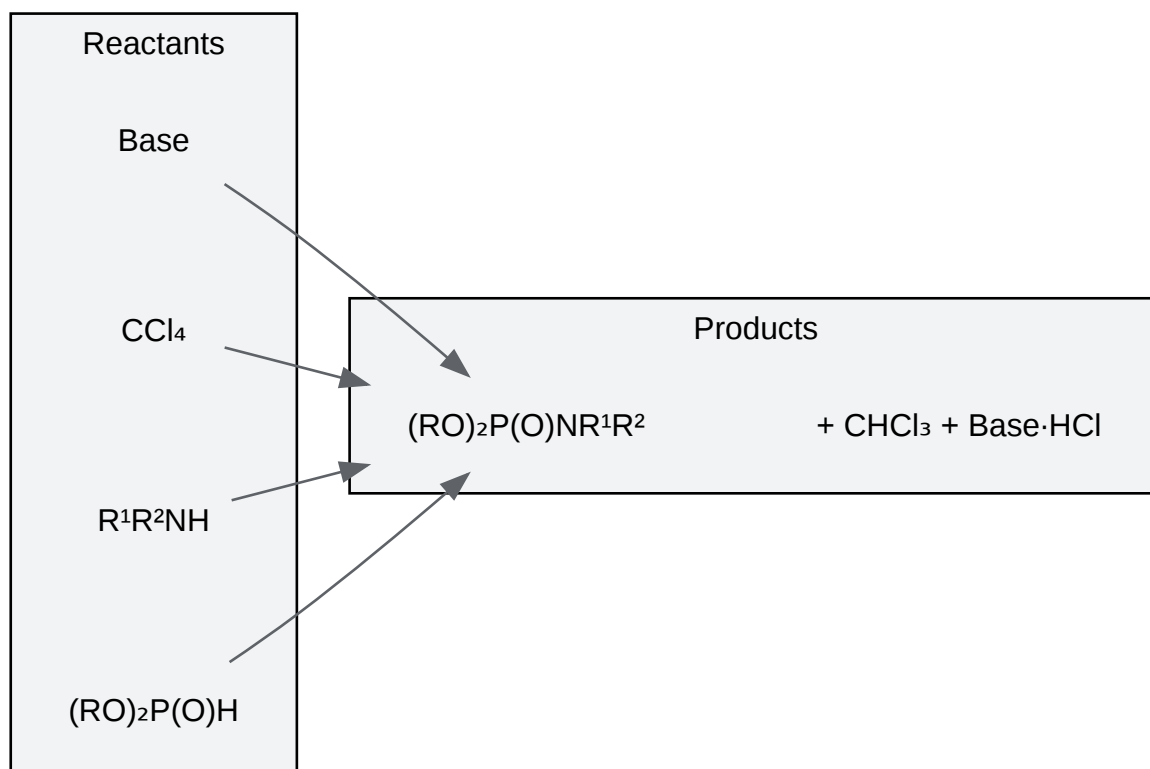 Reactants
Base
CCl₄
R¹R²NH
(RO)₂P(O)H
Products
(RO)₂P(O)NR¹R²
+ CHCl₃ + Base·HCl